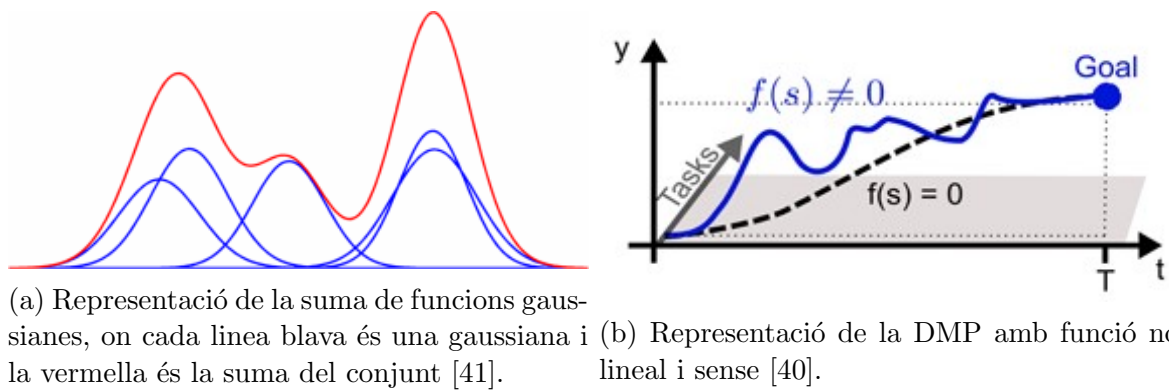 y
Goal
f(s) ≠ 0
Tasks
f(s) = 0
T
t
(a) Representació de la suma de funcions gaus-
sianes, on cada linea blava és una gaussiana i
la vermella és la suma del conjunt [41].
(b) Representació de la DMP amb funció no
lineal i sense [40].